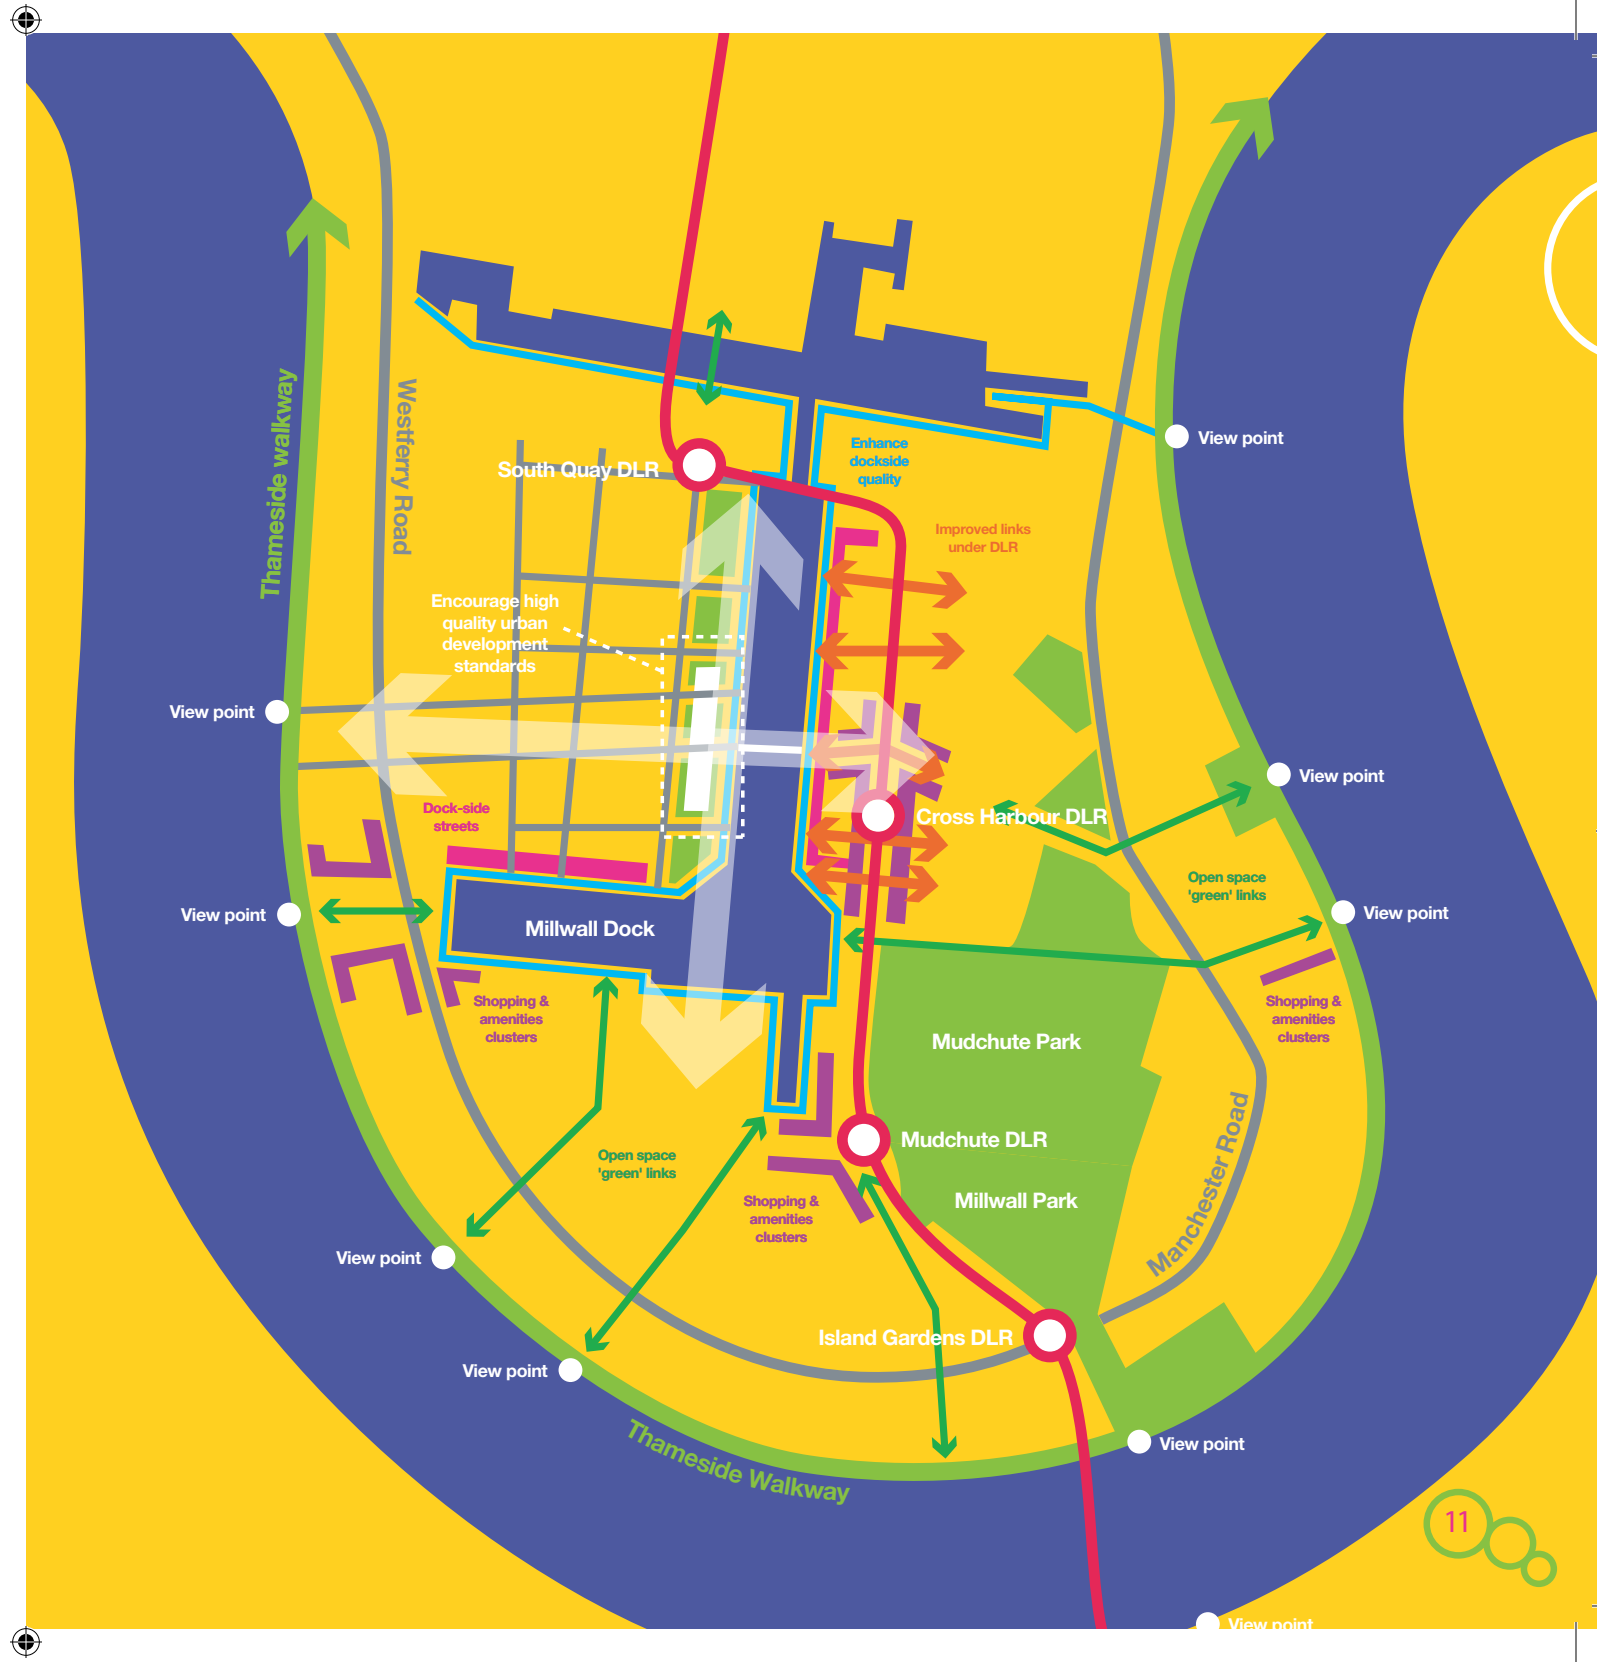 Thameside walkway
Westferry Road
South Quay DLR
Enhance
dockside
quality
View point
Improved links
under DLR
Encourage high
quality urban
development
standards
View point
View point
Dock-side
streets
Cross Harbour DLR
Open space
'green' links
View point
View point
Millwall Dock
Shopping &
amenities
clusters
Shopping &
amenities
clusters
Mudchute Park
Mudchute DLR
Manchester Road
Open space
'green' links
Millwall Park
Shopping &
amenities
clusters
View point
Island Gardens DLR
View point
Thameside Walkway
View point
11
View point